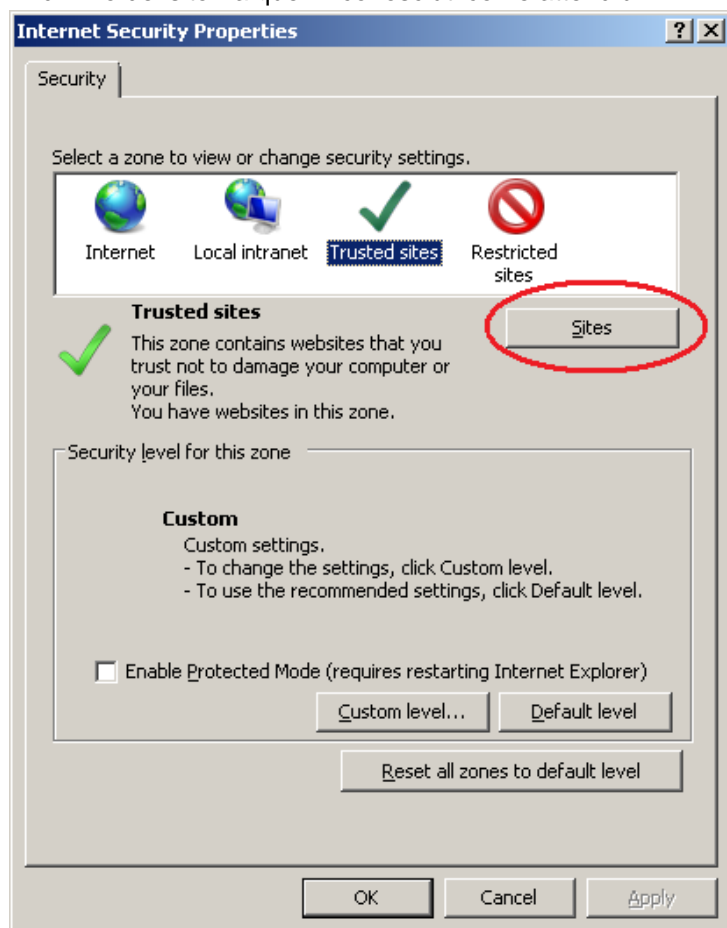 Internet Security Properties
Security
Select a zone to view or change security settings.
Internet
Local intranet
Trusted sites
Restricted
sites
Trusted sites
This zone contains websites that you
trust not to damage your computer or
your files.
You have websites in this zone.
Sites
Security level for this zone
Custom
Custom settings.
- To change the settings, click Custom level.
- To use the recommended settings, click Default level.
Enable Protected Mode (requires restarting Internet Explorer)
Custom level...
Default level
Reset all zones to default level
OK
Cancel
Apply